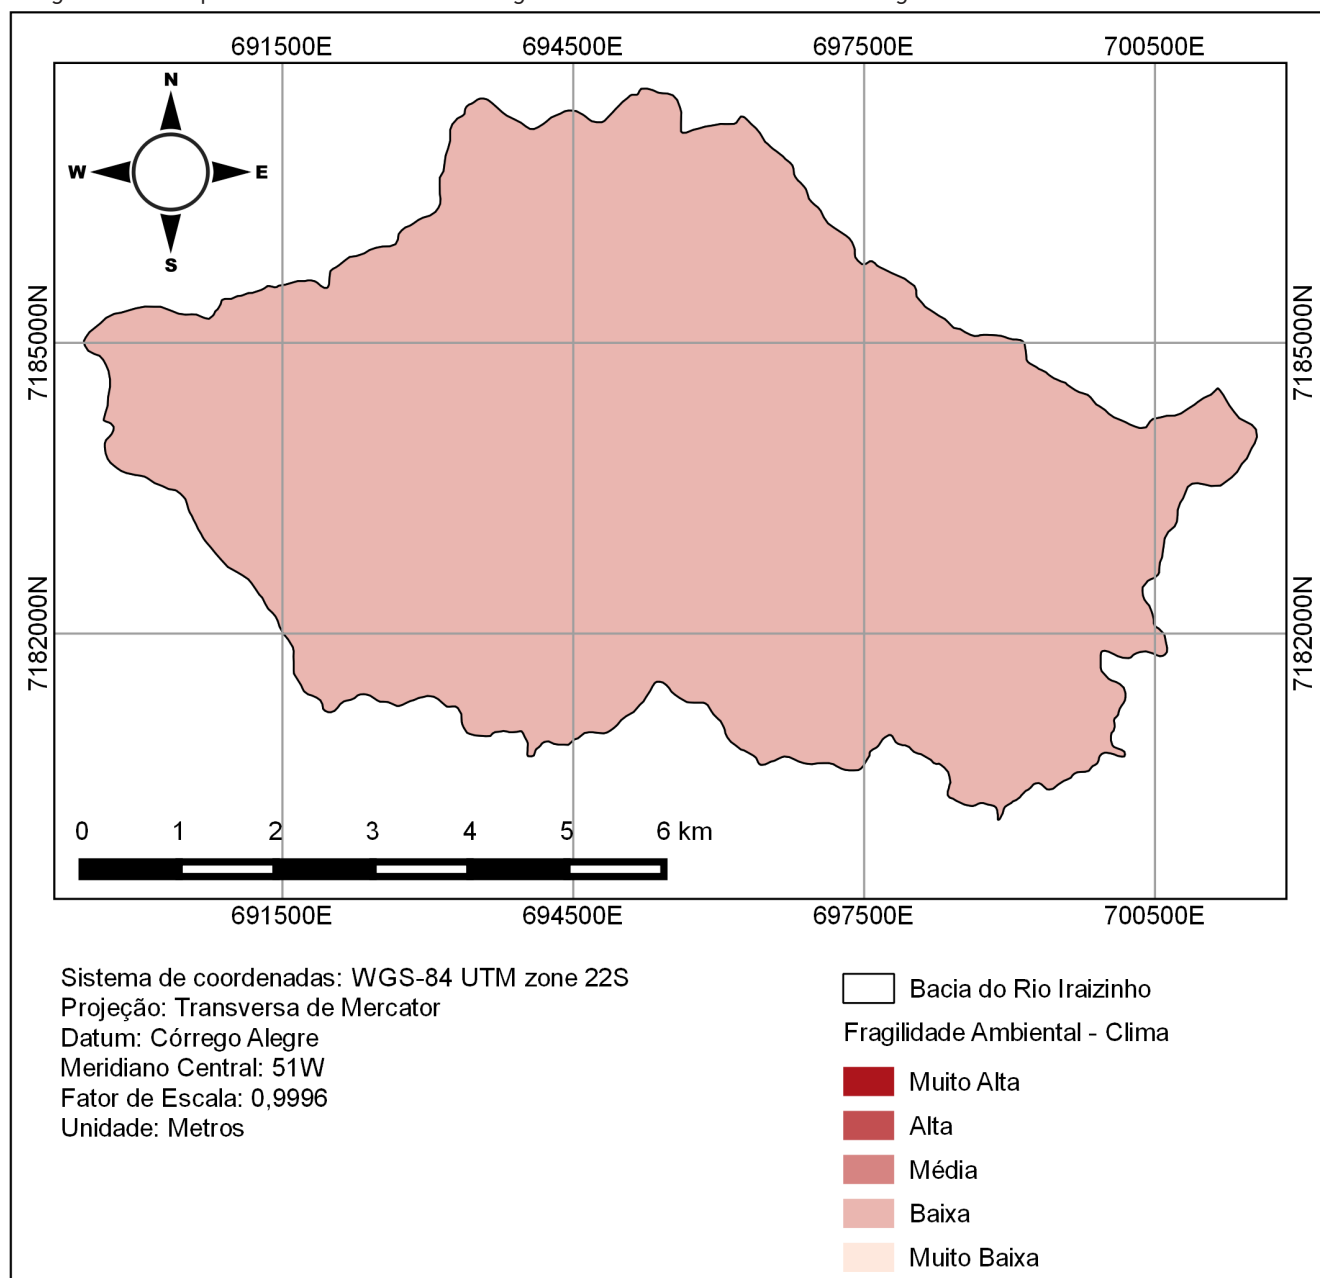 691500E 694500E 697500E 700500E
N
W E
S
7185000N 7185000N
7182000N 7182000N
0 1 2 3 4 5 6 km
691500E 694500E 697500E 700500E
Sistema de coordenadas: WGS-84 UTM zone 22S
Projeção: Transversa de Mercator
Datum: Córrego Alegre
Meridiano Central: 51W
Fator de Escala: 0,9996
Unidade: Metros
Bacia do Rio Iraizinho
Fragilidade Ambiental - Clima
Muito Alta
Alta
Média
Baixa
Muito Baixa